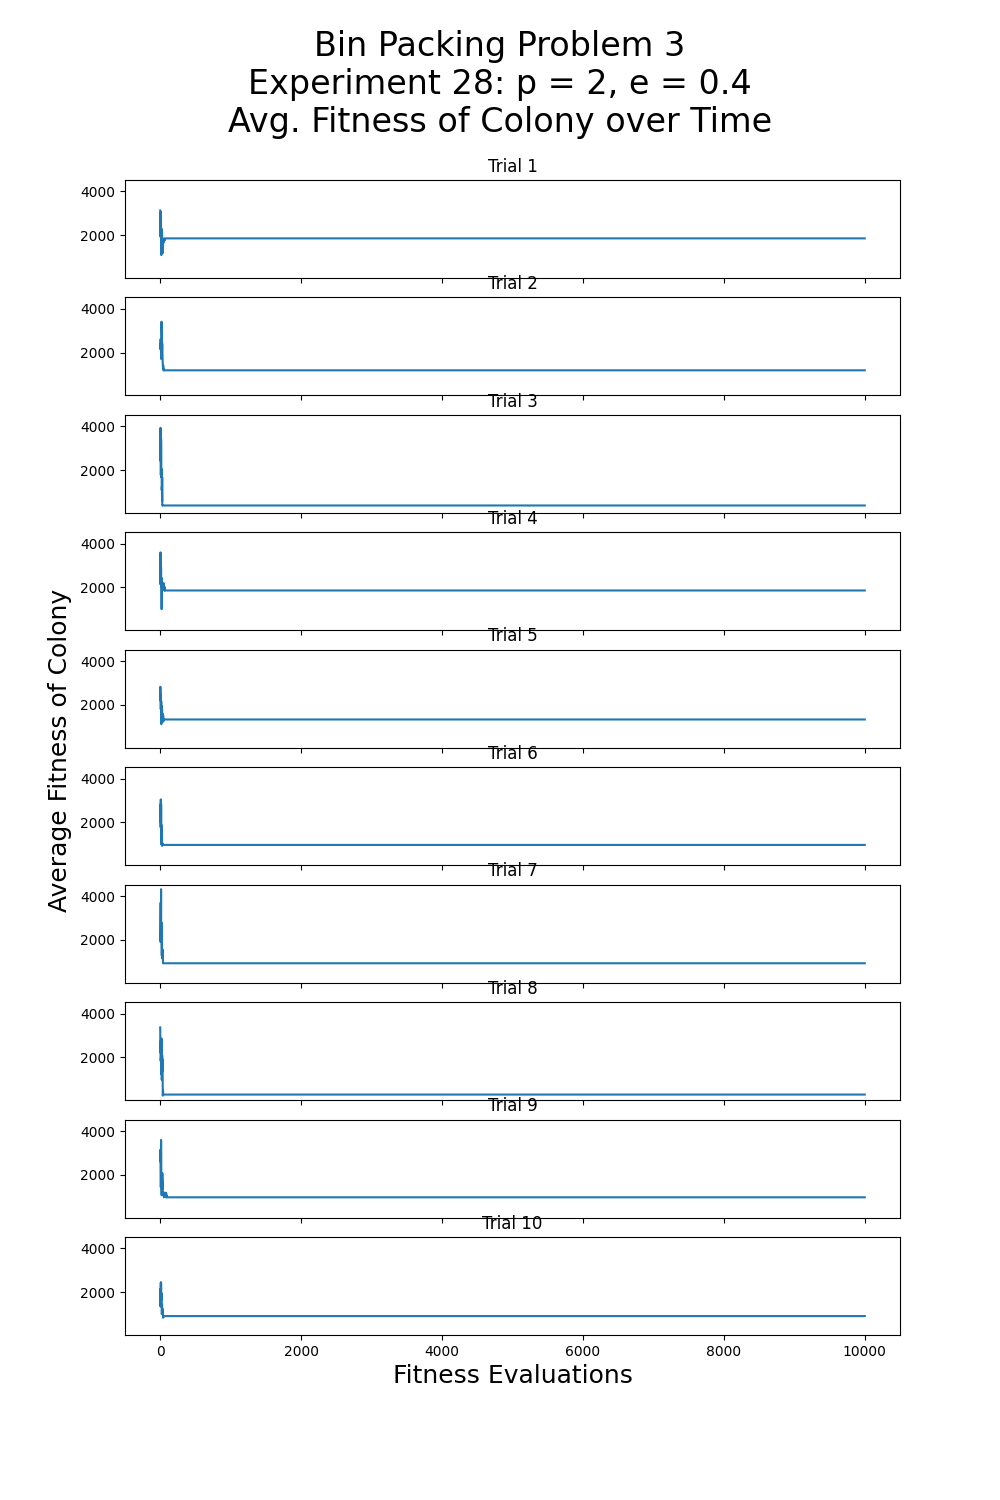 Bin Packing Problem 3
Experiment 28: p = 2, e = 0.4
Avg. Fitness of Colony over Time
Trial 1
4000
2000
Trial 2
4000
2000
Trial 3
4000
2000
Trial 4
4000
2000
Trial 5
4000
2000
Trial 6
4000
2000
Trial 7
4000
2000
Trial 8
4000
2000
Trial 9
4000
2000
Trial 10
4000
2000
0 2000 4000 6000 8000 10000
Fitness Evaluations
Average Fitness of Colony